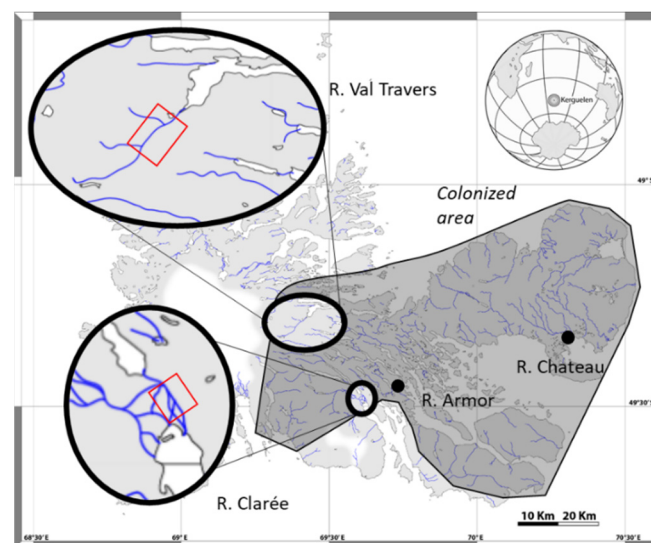 R. Val Travers
Kerguelen
Colonized
area
R. Chateau
R. Armor
49°30
R. Clarée
10 Km 20 Km
68°30
69°E
69°30
70°E
70°30